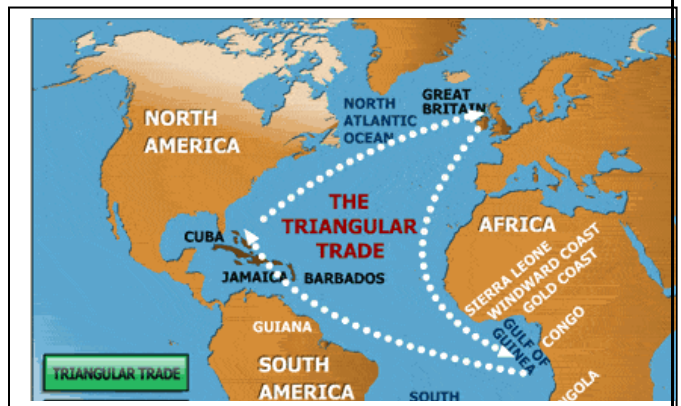 NORTH
AMERICA
NORTH
ATLANTIC
OCEAN
GREAT
BRITAIN
THE
TRIANGULAR
TRADE
CUBA
JAMAICA
BARBADOS
AFRICA
SIERRA LEONE
WINDWARD COAST
GOLD COAST
GULF OF
GUINEA
CONGO
GUIANA
SOUTH
AMERICA
TRIANGULAR TRADE
SOUTH
NGOLA